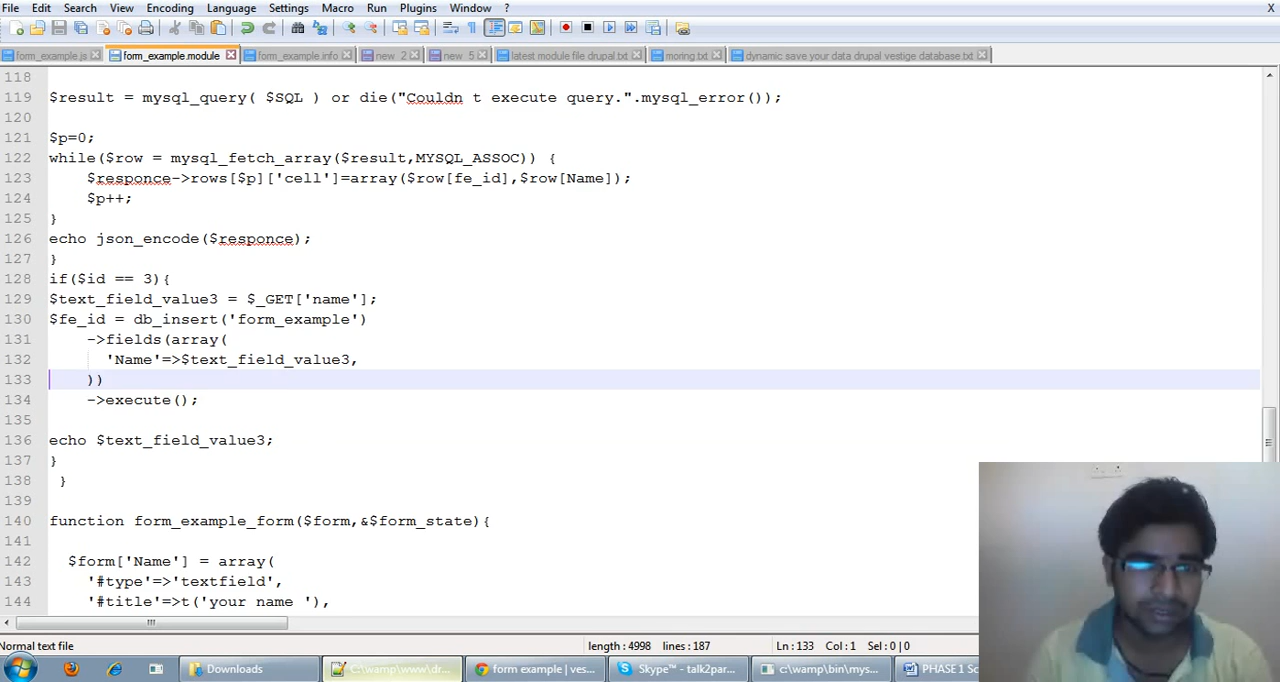 File Edit Search View Encoding Language Settings Macro Run Plugins Window ? X
form_example.js form_example.module form_example.info new 2 new 5 latest module file drupal.txt moring.txt dynamic save your data drupal vestige database.txt
118
119 $result = mysql_query( $SQL ) or die("Couldn t execute query.".mysql_error());
120
121 $p=0;
122 while($row = mysql_fetch_array($result,MYSQL_ASSOC)) {
123 $responce->rows[$p]['cell']=array($row[fe_id],$row[Name]);
124 $p++;
125 }
126 echo json_encode($responce);
127 }
128 if($id == 3){
129 $text_field_value3 = $_GET['name'];
130 $fe_id = db_insert('form_example')
131 ->fields(array(
132 'Name'=>$text_field_value3,
133 ))
134 ->execute();
135
136 echo $text_field_value3;
137 }
138 }
139
140 function form_example_form($form,&$form_state){
141
142 $form['Name'] = array(
143 '#type'=>'textfield',
144 '#title'=>t('your name '),
Normal text file length : 4998 lines : 187 Ln : 133 Col : 1 Sel : 0 | 0
Downloads C:\wamp\www\dr... form example | ves... Skype™ - talk2par... c:\wamp\bin\mys... PHASE 1 Sc